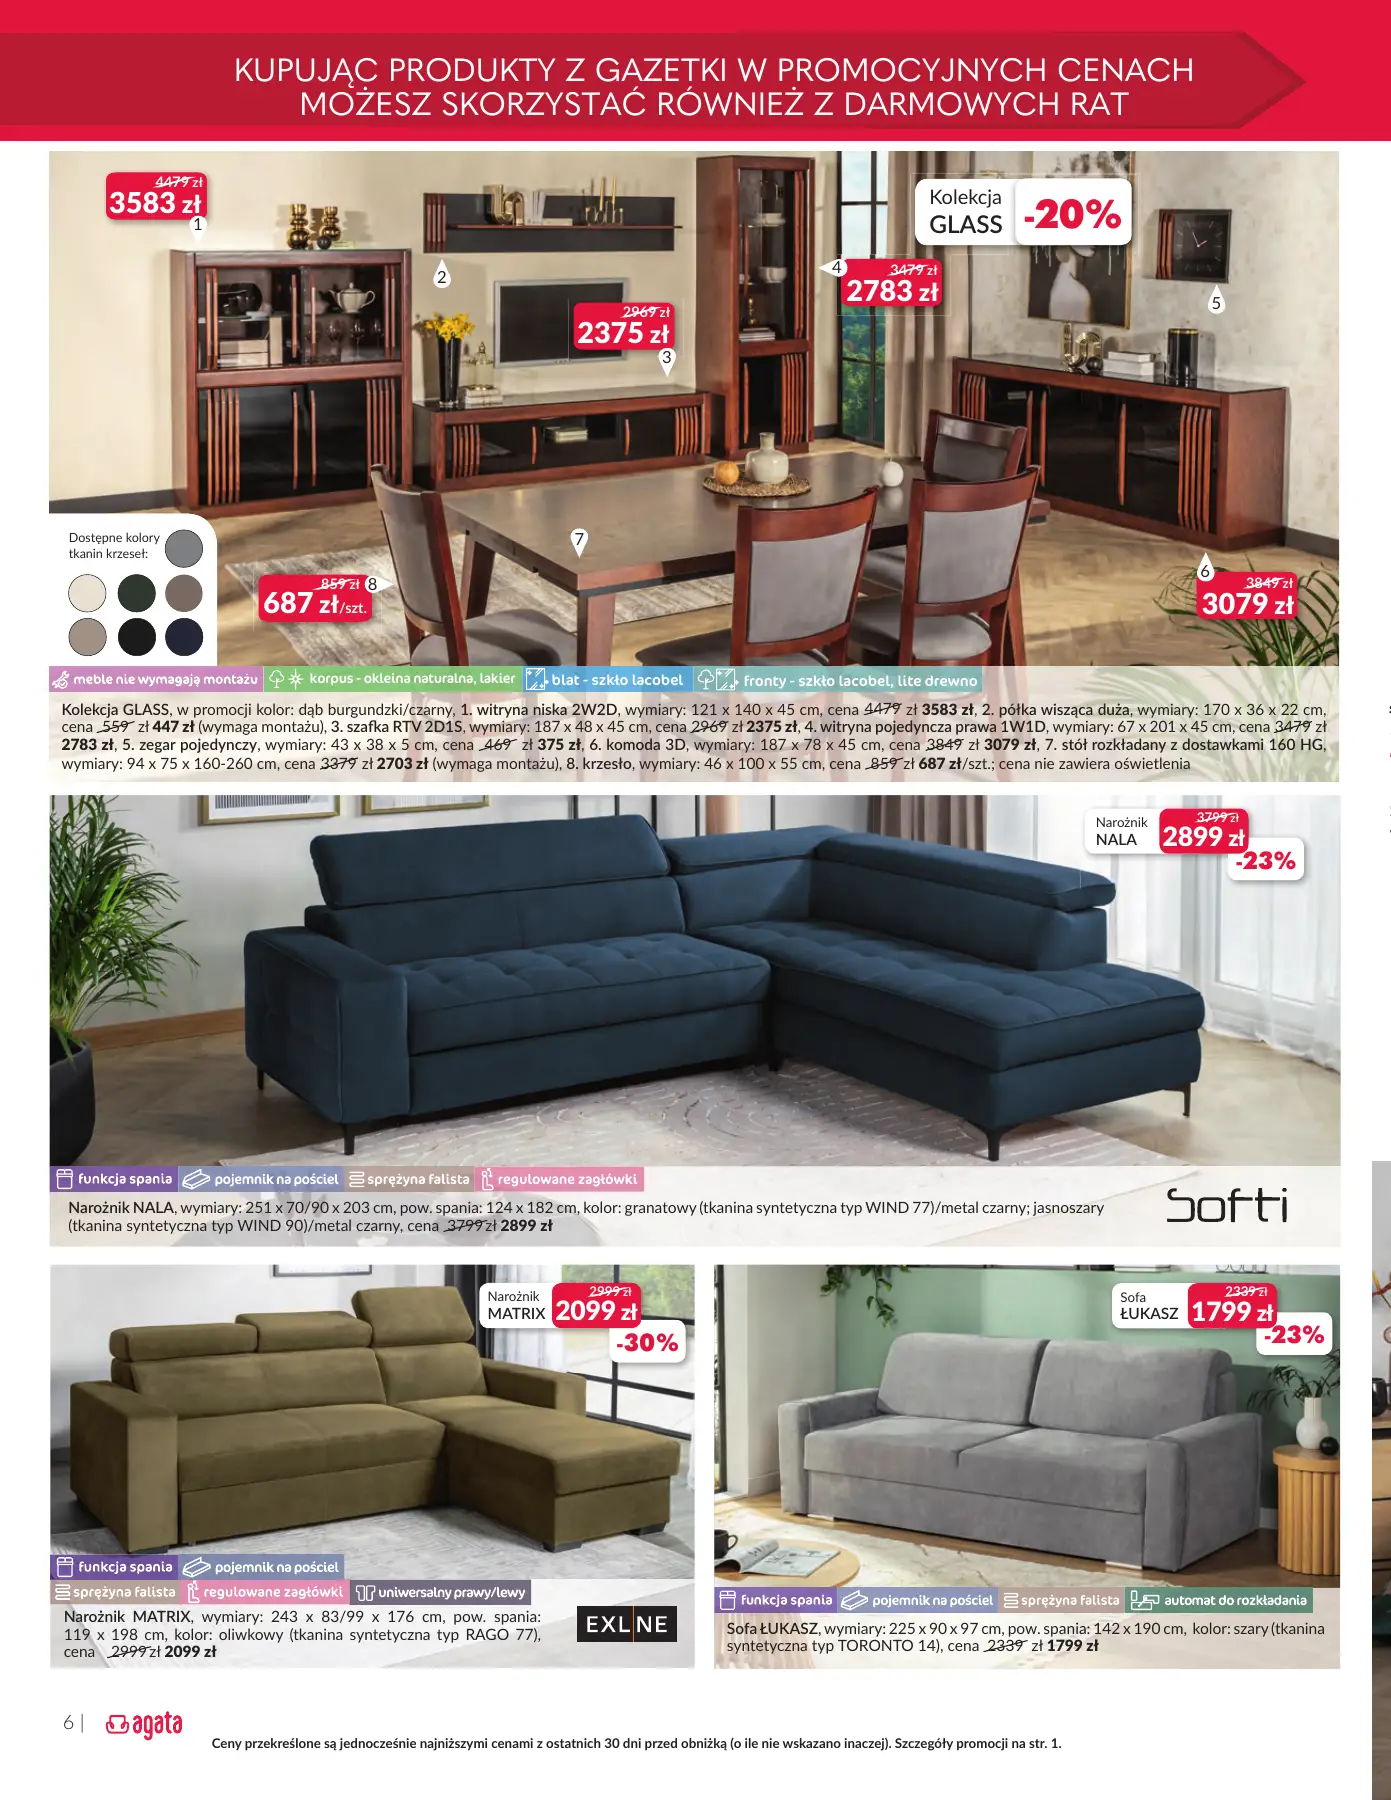 KUPUJĄC PRODUKTY Z GAZETKI W PROMOCYJNYCH CENACH
MOŻESZ SKORZYSTAĆ RÓWNIEŻ Z DARMOWYCH RAT
4479 zł
3583 zł
1
2
2969 zł
2375 zł
3
4
3479 zł
2783 zł
Kolekcja
GLASS
-20%
5
Dostępne kolory
tkanin krzeseł:
859 zł
687 zł/szt.
8
7
6
3849 zł
3079 zł
meble nie wymagają montażu
korpus - okleina naturalna, lakier
blat - szkło lacobel
fronty - szkło lacobel, lite drewno
Kolekcja GLASS, w promocji kolor: dąb burgundzki/czarny, 1. witryna niska 2W2D, wymiary: 121 x 140 x 45 cm, cena 4479 zł 3583 zł, 2. półka wisząca duża, wymiary: 170 x 36 x 22 cm,
cena 559 zł 447 zł (wymaga montażu), 3. szafka RTV 2D1S, wymiary: 187 x 48 x 45 cm, cena 2969 zł 2375 zł, 4. witryna pojedyncza prawa 1W1D, wymiary: 67 x 201 x 45 cm, cena 3479 zł
2783 zł, 5. zegar pojedynczy, wymiary: 43 x 38 x 5 cm, cena 469 zł 375 zł, 6. komoda 3D, wymiary: 187 x 78 x 45 cm, cena 3849 zł 3079 zł, 7. stół rozkładany z dostawkami 160 HG,
wymiary: 94 x 75 x 160-260 cm, cena 3379 zł 2703 zł (wymaga montażu), 8. krzesło, wymiary: 46 x 100 x 55 cm, cena 859 zł 687 zł/szt.; cena nie zawiera oświetlenia
Narożnik
NALA
3799 zł
2899 zł
-23%
funkcja spania
pojemnik na pościel
sprężyna falista
regulowane zagłówki
Narożnik NALA, wymiary: 251 x 70/90 x 203 cm, pow. spania: 124 x 182 cm, kolor: granatowy (tkanina syntetyczna typ WIND 77)/metal czarny; jasnoszary
(tkanina syntetyczna typ WIND 90)/metal czarny, cena 3799 zł 2899 zł
Softi
Narożnik
MATRIX
2999 zł
2099 zł
-30%
funkcja spania
pojemnik na pościel
sprężyna falista
regulowane zagłówki
uniwersalny prawy/lewy
Narożnik MATRIX, wymiary: 243 x 83/99 x 176 cm, pow. spania:
119 x 198 cm, kolor: oliwkowy (tkanina syntetyczna typ RAGO 77),
cena 2999 zł 2099 zł
EXLINE
Sofa
ŁUKASZ
2339 zł
1799 zł
-23%
funkcja spania
pojemnik na pościel
sprężyna falista
automat do rozkładania
Sofa ŁUKASZ, wymiary: 225 x 90 x 97 cm, pow. spania: 142 x 190 cm, kolor: szary (tkanina
syntetyczna typ TORONTO 14), cena 2339 zł 1799 zł
6 |
agata
Ceny przekreślone są jednocześnie najniższymi cenami z ostatnich 30 dni przed obniżką (o ile nie wskazano inaczej). Szczegóły promocji na str. 1.